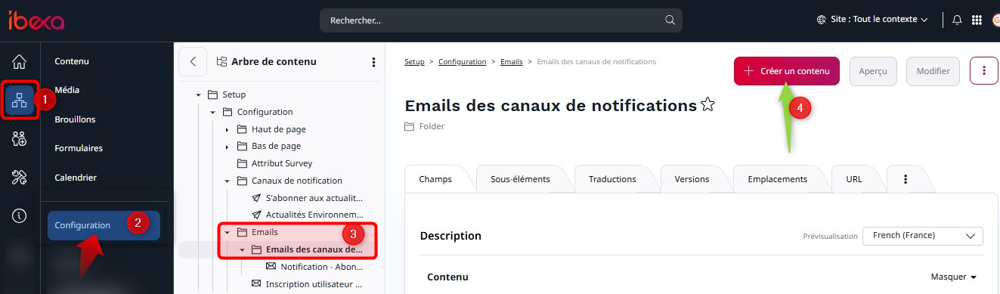 ibexa
Rechercher...
Site : Tout le contexte
G
Contenu
Média
Brouillons
Formulaires
Calendrier
Configuration
1
2
Arbre de contenu
Setup
Configuration
Haut de page
Bas de page
Attribut Survey
Canaux de notification
S'abonner aux actualit...
Actualités Environnem...
Emails
3
Emails des canaux de...
Notification - Abon...
Inscription utilisateur ...
Setup > Configuration > Emails > Emails des canaux de notifications
Créer un contenu
Aperçu
Modifier
4
Emails des canaux de notifications
Folder
Champs
Sous-éléments
Traductions
Versions
Emplacements
URL
Description
Prévisualisation
French (France)
Contenu
Masquer